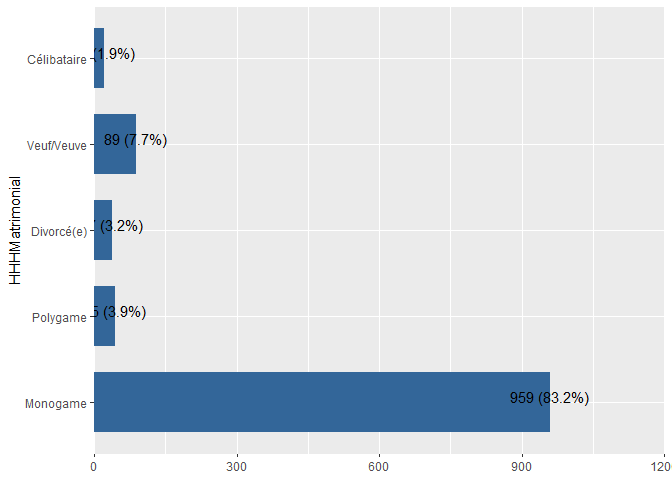 HHHMatrimonial
Célibataire (1.9%)
Veuf/Veuve 89 (7.7%)
Divorcé(e) (3.2%)
Polygame (3.9%)
Monogame 959 (83.2%)
0 300 600 900